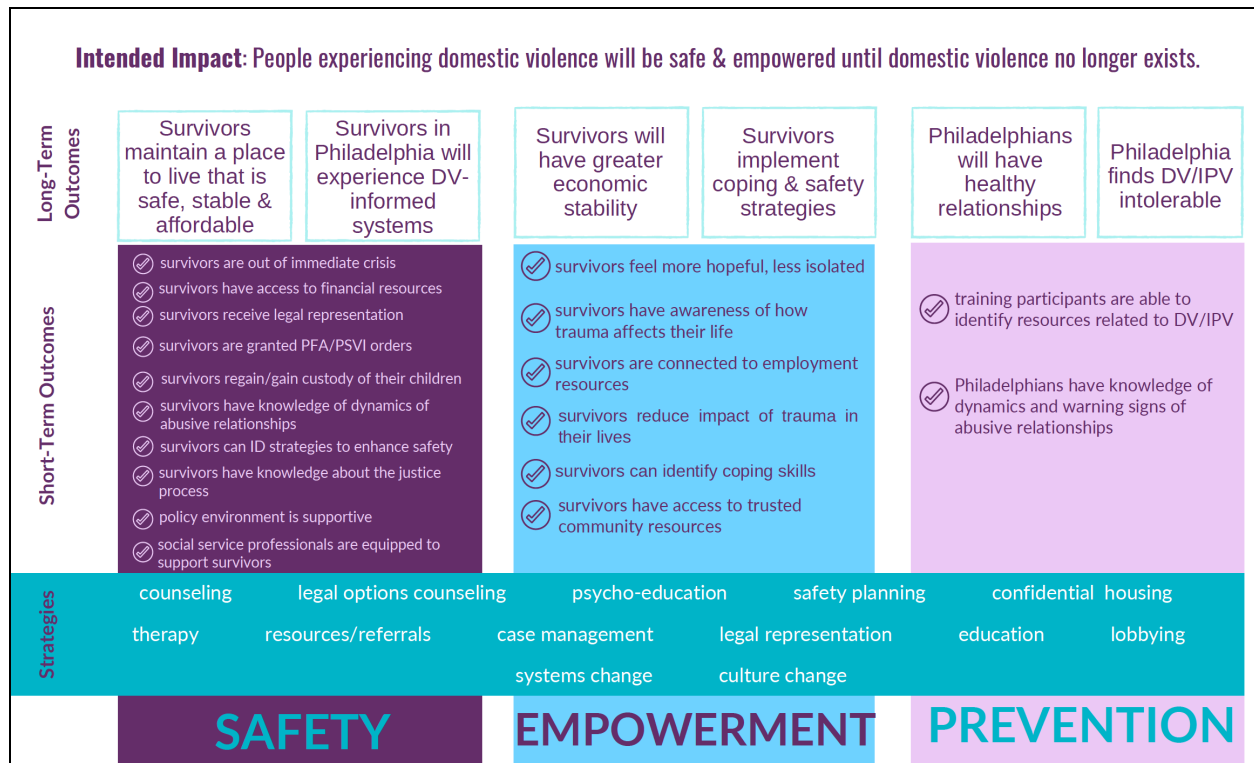 Intended Impact: People experiencing domestic violence will be safe & empowered until domestic violence no longer exists.
Long-Term
Outcomes
Survivors
maintain a place
to live that is
safe, stable &
affordable
Survivors in
Philadelphia will
experience DV-
informed
systems
Survivors will
have greater
economic
stability
Survivors
implement
coping & safety
strategies
Philadelphians
will have
healthy
relationships
Philadelphia
finds DV/IPV
intolerable
Short-Term Outcomes
survivors are out of immediate crisis
survivors have access to financial resources
survivors receive legal representation
survivors are granted PFA/PSVI orders
survivors regain/gain custody of their children
survivors have knowledge of dynamics of
abusive relationships
survivors can ID strategies to enhance safety
survivors have knowledge about the justice
process
policy environment is supportive
social service professionals are equipped to
support survivors
survivors feel more hopeful, less isolated
survivors have awareness of how
trauma affects their life
survivors are connected to employment
resources
survivors reduce impact of trauma in
their lives
survivors can identify coping skills
survivors have access to trusted
community resources
training participants are able to
identify resources related to DV/IPV
Philadelphians have knowledge of
dynamics and warning signs of
abusive relationships
Strategies
counseling legal options counseling psycho-education safety planning confidential housing
therapy resources/referrals case management legal representation education lobbying
systems change culture change
SAFETY
EMPOWERMENT
PREVENTION